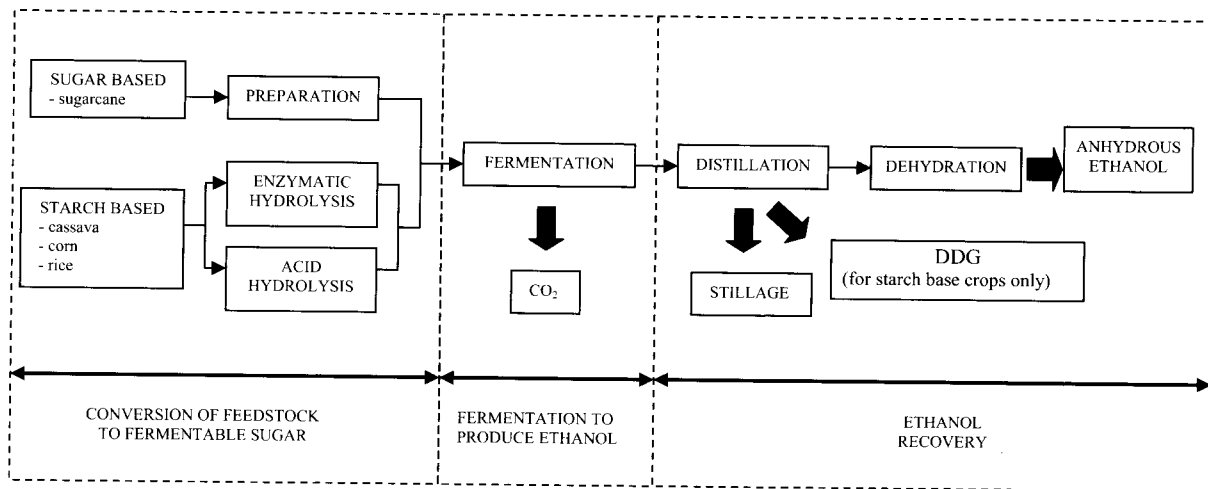 SUGAR BASED
- sugarcane
PREPARATION
STARCH BASED
- cassava
- corn
- rice
ENZYMATIC
HYDROLYSIS
ACID
HYDROLYSIS
FERMENTATION
CO₂
DISTILLATION
STILLAGE
DDG
(for starch base crops only)
DEHYDRATION
ANHYDROUS
ETHANOL
CONVERSION OF FEEDSTOCK
TO FERMENTABLE SUGAR
FERMENTATION TO
PRODUCE ETHANOL
ETHANOL
RECOVERY